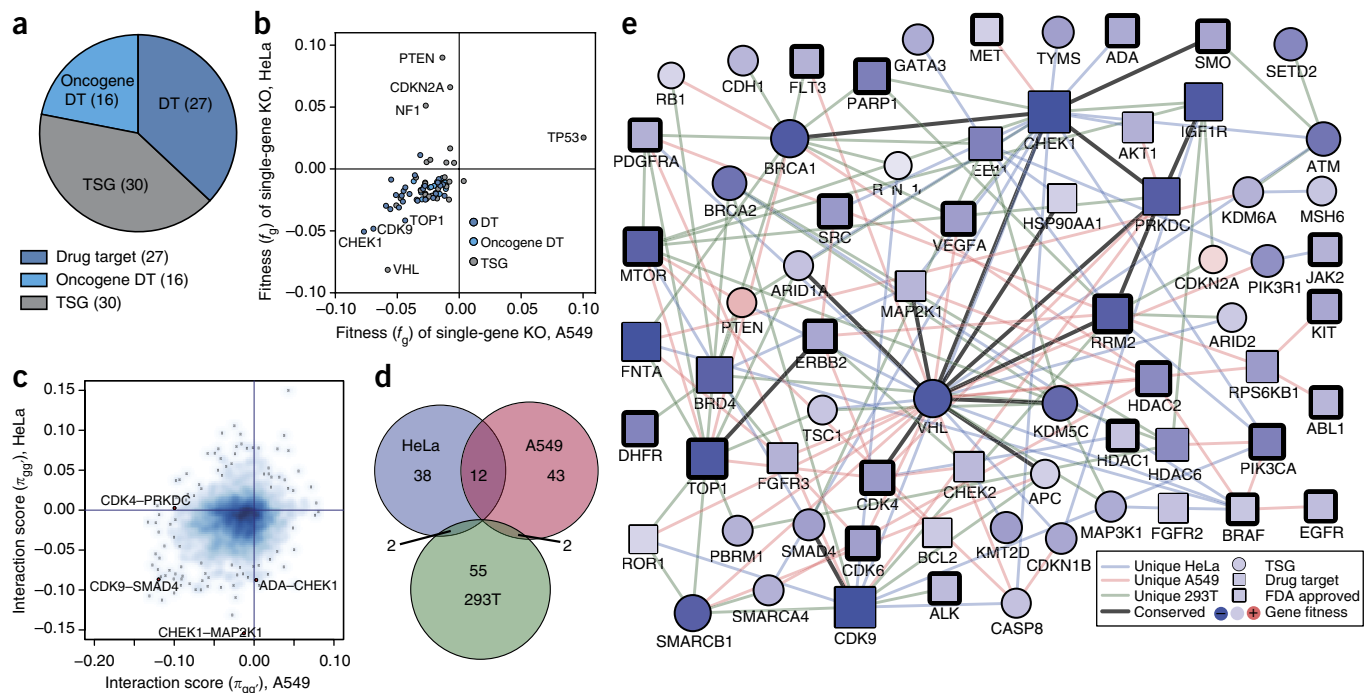 a
Oncogene
DT (16)
DT (27)
TSG (30)
Drug target (27)
Oncogene DT (16)
TSG (30)
b
Fitness (fg) of single-gene KO, HeLa
0.10
0.05
0.00
−0.05
−0.10
PTEN
CDKN2A
NF1
TP53
TOP1
CDK9
CHEK1
VHL
DT
Oncogene DT
TSG
−0.10
−0.05
0.00
0.05
0.10
Fitness (fg) of single-gene KO, A549
c
Interaction score (πgg′), HeLa
0.15
0.10
0.05
0.00
−0.05
−0.10
−0.15
CDK4–PRKDC
CDK9–SMAD4
ADA–CHEK1
CHEK1–MAP2K1
−0.20
−0.10
0.00
0.10
Interaction score (πgg′), A549
d
HeLa
A549
38
12
43
2
2
55
293T
e
MET
TYMS
ADA
SMO
SETD2
GATA3
CDH1
FLT3
PARP1
RB1
CHEK1
IGF1R
AKT1
ATM
PDGFRA
BRCA1
BRCA2
HSP90AA1
PRKDC
KDM6A
MSH6
SRC
VEGFA
MTOR
ARID1A
MAP2K1
CDKN2A
PIK3R1
JAK2
PTEN
RRM2
ARID2
KIT
FNTA
ERBB2
BRD4
RPS6KB1
ABL1
TSC1
VHL
KDM5C
HDAC2
DHFR
TOP1
FGFR3
CDK4
CHEK2
APC
HDAC1
HDAC6
PIK3CA
ROR1
PBRM1
SMAD4
CDK6
BCL2
KMT2D
CDKN1B
MAP3K1
FGFR2
BRAF
EGFR
SMARCB1
SMARCA4
CDK9
ALK
CASP8
Unique HeLa
Unique A549
Unique 293T
Conserved
TSG
Drug target
FDA approved
− + Gene fitness